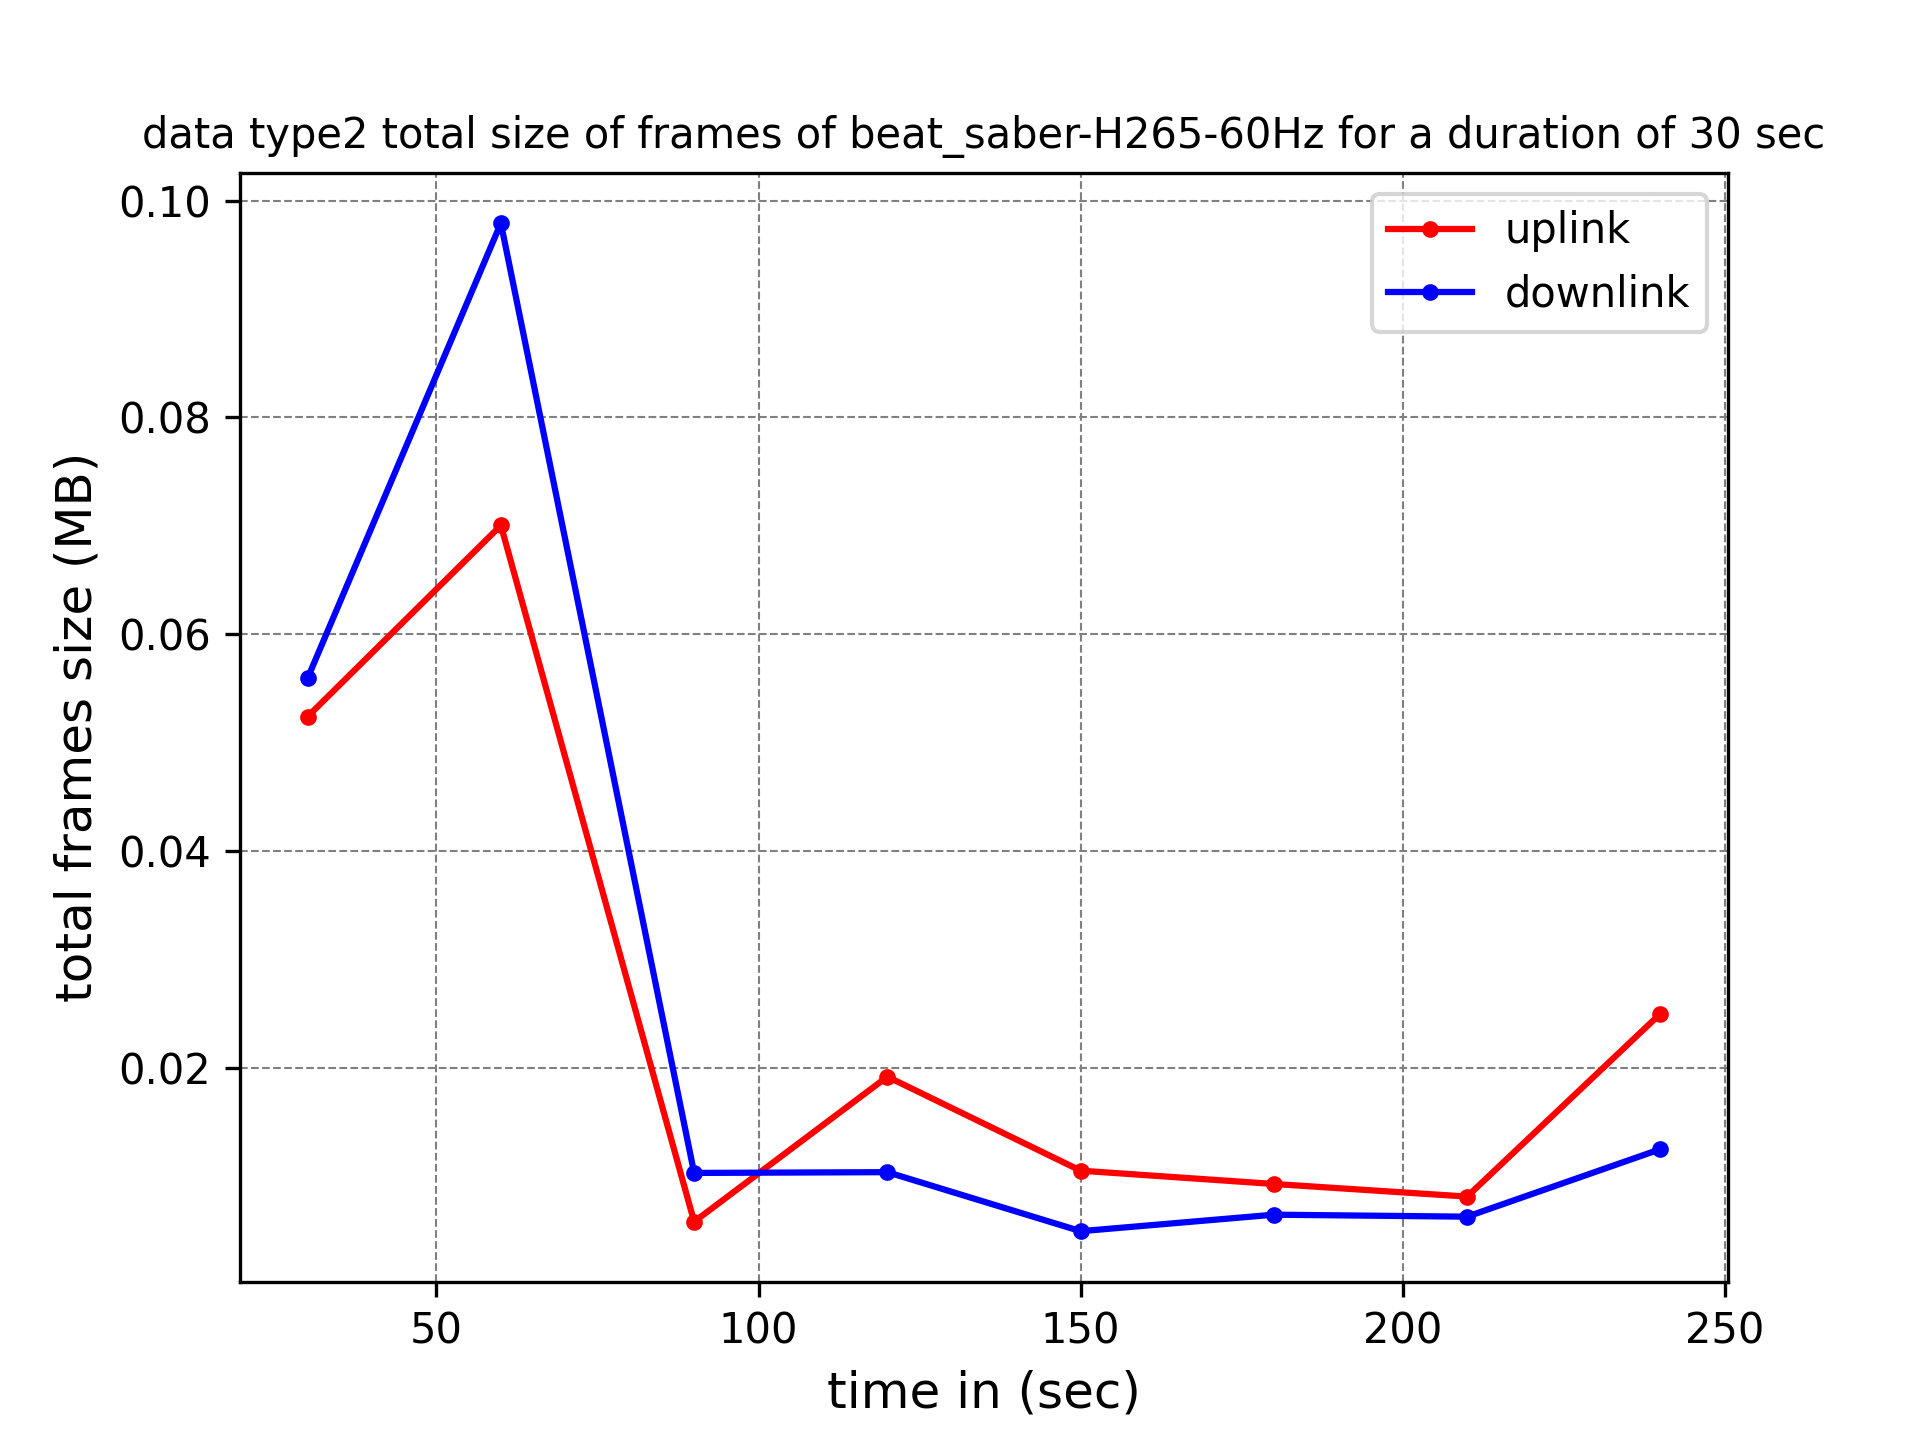 data type2 total size of frames of beat_saber-H265-60Hz for a duration of 30 sec
uplink
downlink
total frames size (MB)
0.10
0.08
0.06
0.04
0.02
50 100 150 200 250
time in (sec)